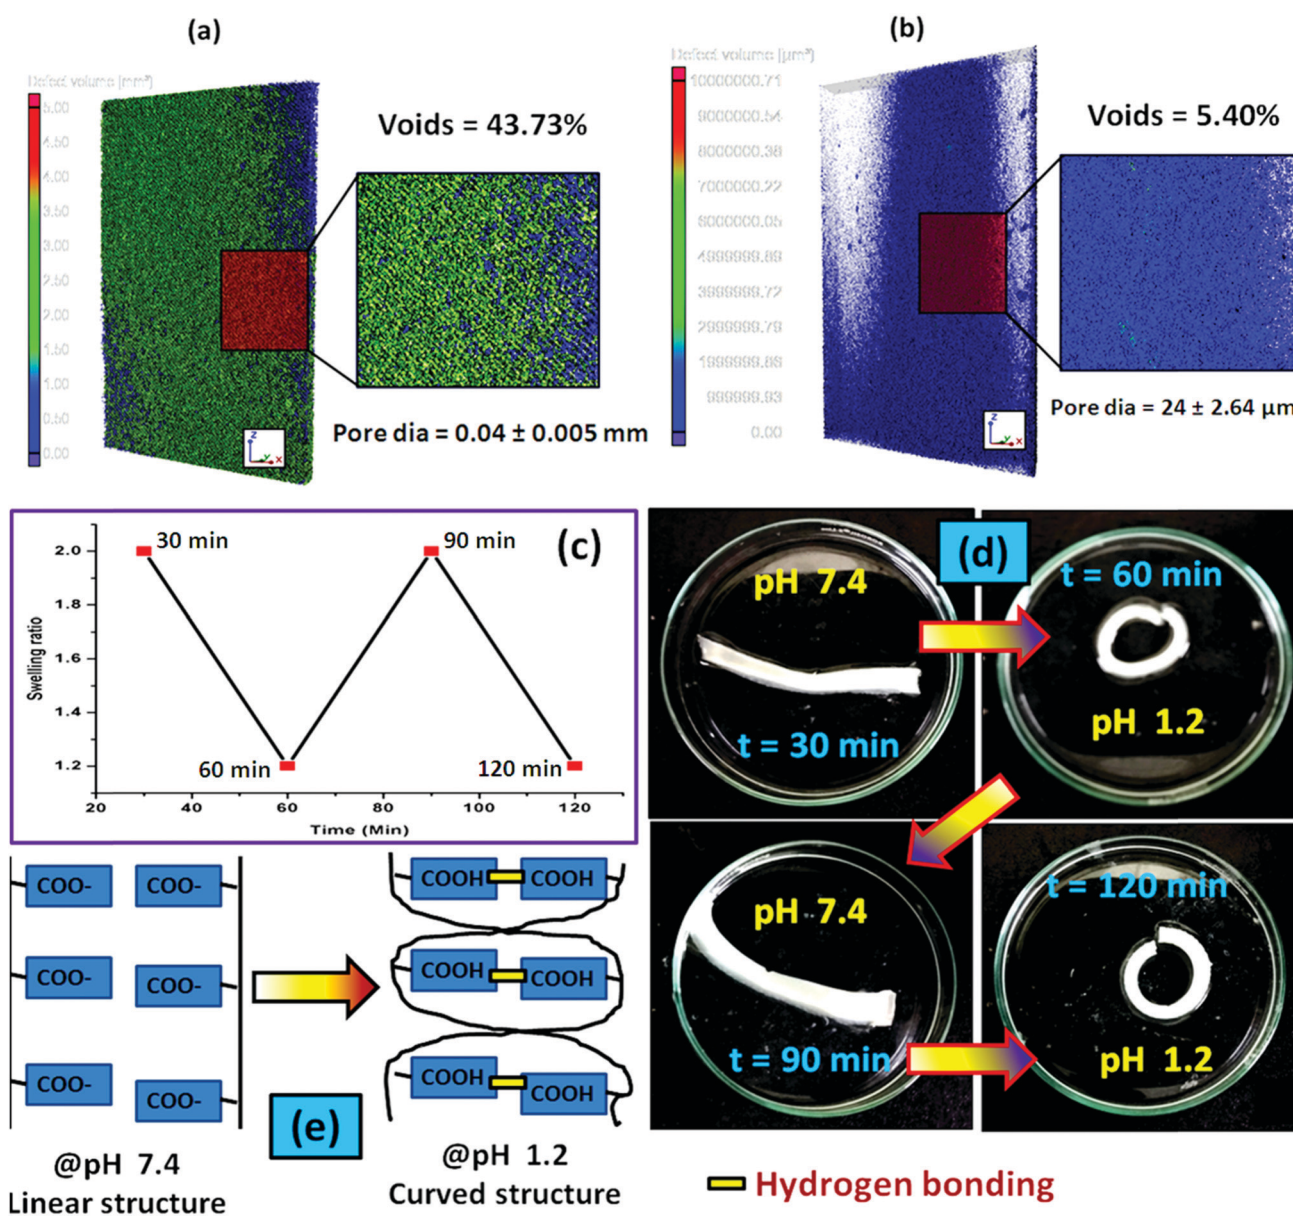 (a)
Defect volume [mm³]
5.00
4.50
4.00
3.50
3.00
2.50
2.00
1.50
1.00
0.50
0.00
Voids = 43.73%
Pore dia = 0.04 ± 0.005 mm
Z
Y
X
(b)
Defect volume [µm³]
10000000.71
9000000.54
8000000.38
7000000.22
6000000.05
4999999.89
3999999.72
2999999.79
1999999.86
999999.93
0.00
Voids = 5.40%
Pore dia = 24 ± 2.64 µm
Z
Y
X
(c)
Swelling ratio
2.0
1.8
1.6
1.4
1.2
30 min
90 min
60 min
120 min
20
40
60
80
100
120
Time (Min)
(d)
pH 7.4
t = 30 min
t = 60 min
pH 1.2
pH 7.4
t = 90 min
t = 120 min
pH 1.2
COO-
COO-
COO-
COO-
COO-
COO-
COOH
COOH
COOH
COOH
COOH
COOH
(e)
@pH 7.4
Linear structure
@pH 1.2
Curved structure
Hydrogen bonding